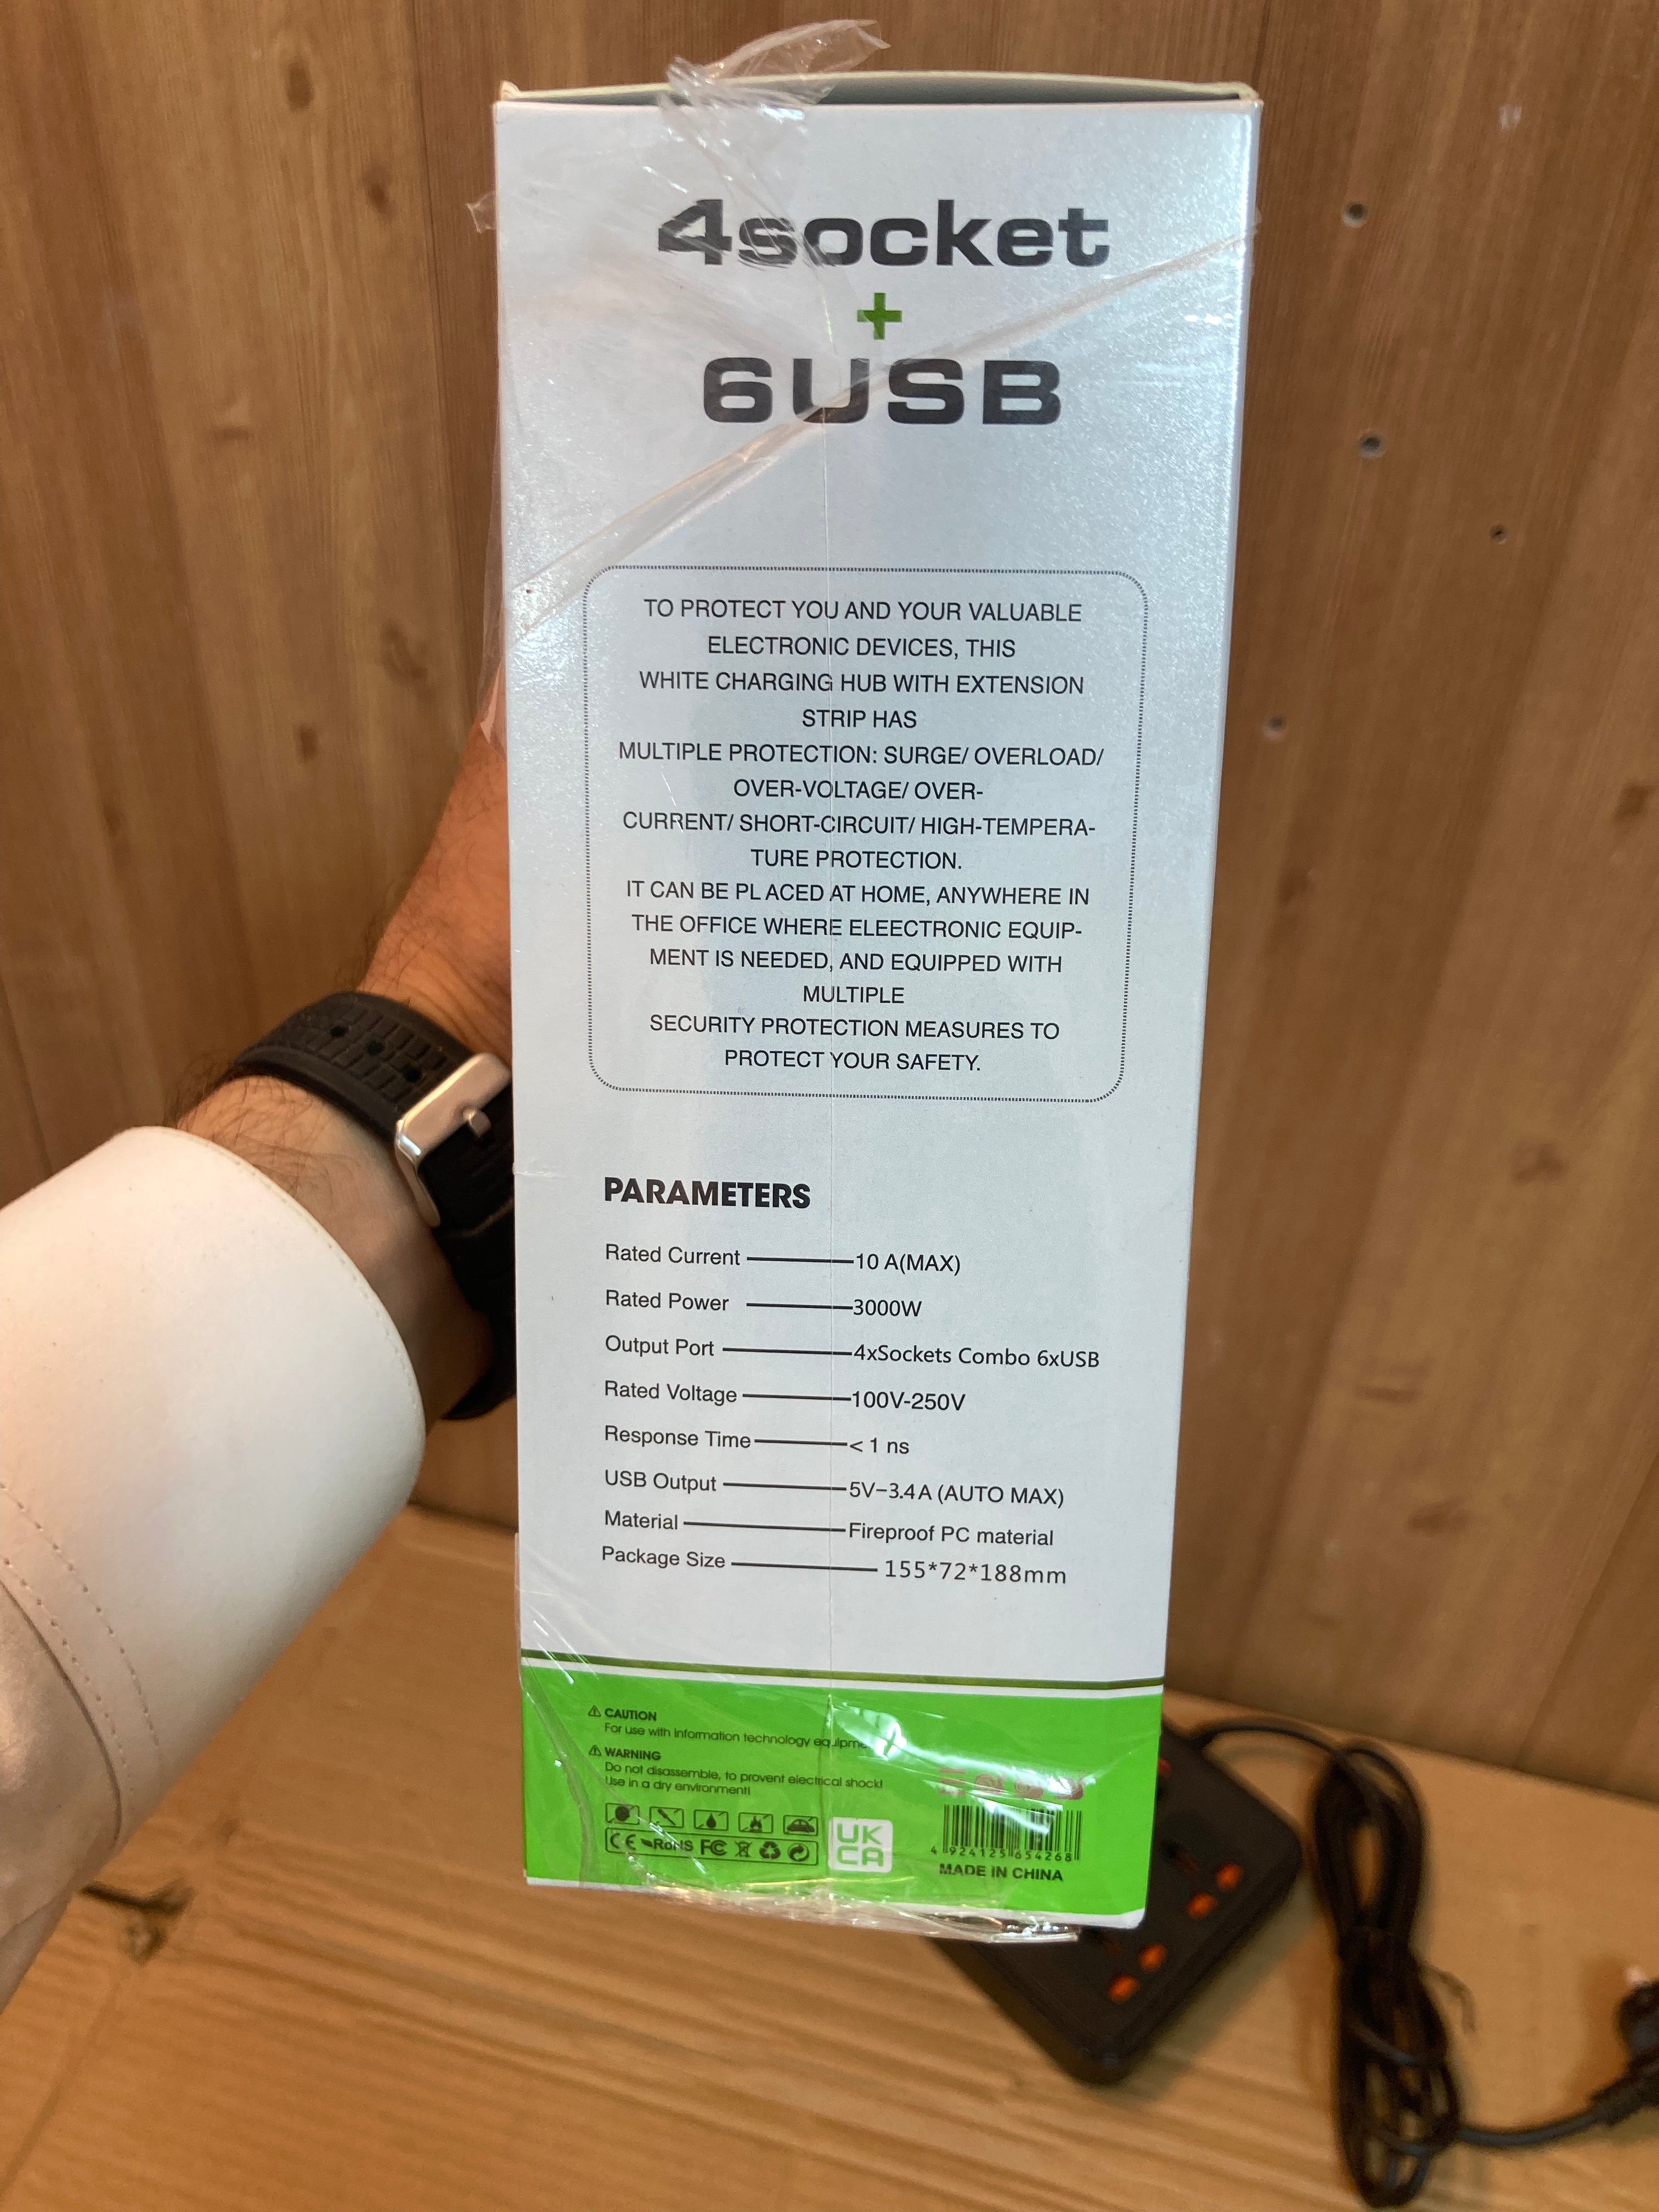 4socket
+
6USB
TO PROTECT YOU AND YOUR VALUABLE
ELECTRONIC DEVICES, THIS
WHITE CHARGING HUB WITH EXTENSION
STRIP HAS
MULTIPLE PROTECTION: SURGE/ OVERLOAD/
OVER-VOLTAGE/ OVER-
CURRENT/ SHORT-CIRCUIT/ HIGH-TEMPERA-
TURE PROTECTION.
IT CAN BE PLACED AT HOME, ANYWHERE IN
THE OFFICE WHERE ELEECTRONIC EQUIP-
MENT IS NEEDED, AND EQUIPPED WITH
MULTIPLE
SECURITY PROTECTION MEASURES TO
PROTECT YOUR SAFETY.
PARAMETERS
Rated Current 10 A(MAX)
Rated Power 3000W
Output Port 4xSockets Combo 6xUSB
Rated Voltage 100V-250V
Response Time < 1 ns
USB Output 5V-3.4A (AUTO MAX)
Material Fireproof PC material
Package Size 155*72*188mm
CAUTION
For use with information technology
WARNING
Do not disassemble, to provent electrical shock!
Use in a dry environment!
CE RoHS FC
UK
CA
4 924125 654268
MADE IN CHINA